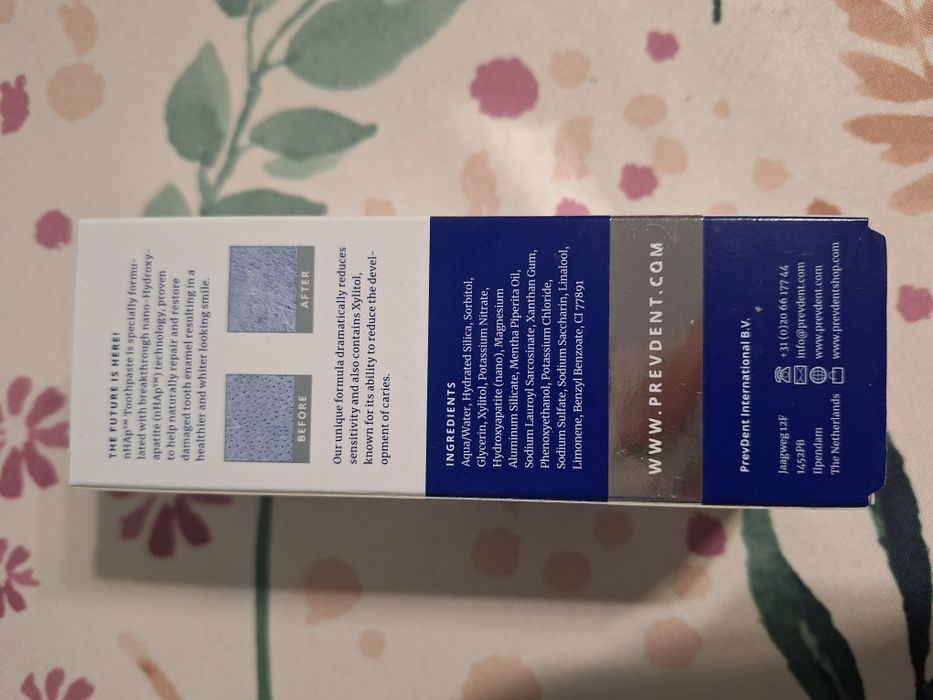 THE FUTURE IS HERE!
nHAp™ Toothpaste is specially formu-
lated with breakthrough nano-Hydroxy-
apatite (nHAp™) technology, proven
to help naturally repair and restore
damaged tooth enamel resulting in a
healthier and whiter looking smile.
BEFORE
AFTER
Our unique formula dramatically reduces
sensitivity and also contains Xylitol,
known for its ability to reduce the devel-
opment of caries.
INGREDIENTS
Aqua/Water, Hydrated Silica, Sorbitol,
Glycerin, Xylitol, Potassium Nitrate,
Hydroxyapatite (nano), Magnesium
Aluminum Silicate, Mentha Piperita Oil,
Sodium Lauroyl Sarcosinate, Xanthan Gum,
Phenoxyethanol, Potassium Chloride,
Sodium Sulfate, Sodium Saccharin, Linalool,
Limonene, Benzyl Benzoate, CI 77891
WWW.PREVDENT.COM
PrevDent International B.V.
Jaagweg 12F
1452PB
Ilpendam
The Netherlands
+31 (0)20 66 177 44
info@prevdent.com
www.prevdent.com
www.prevdentshop.com